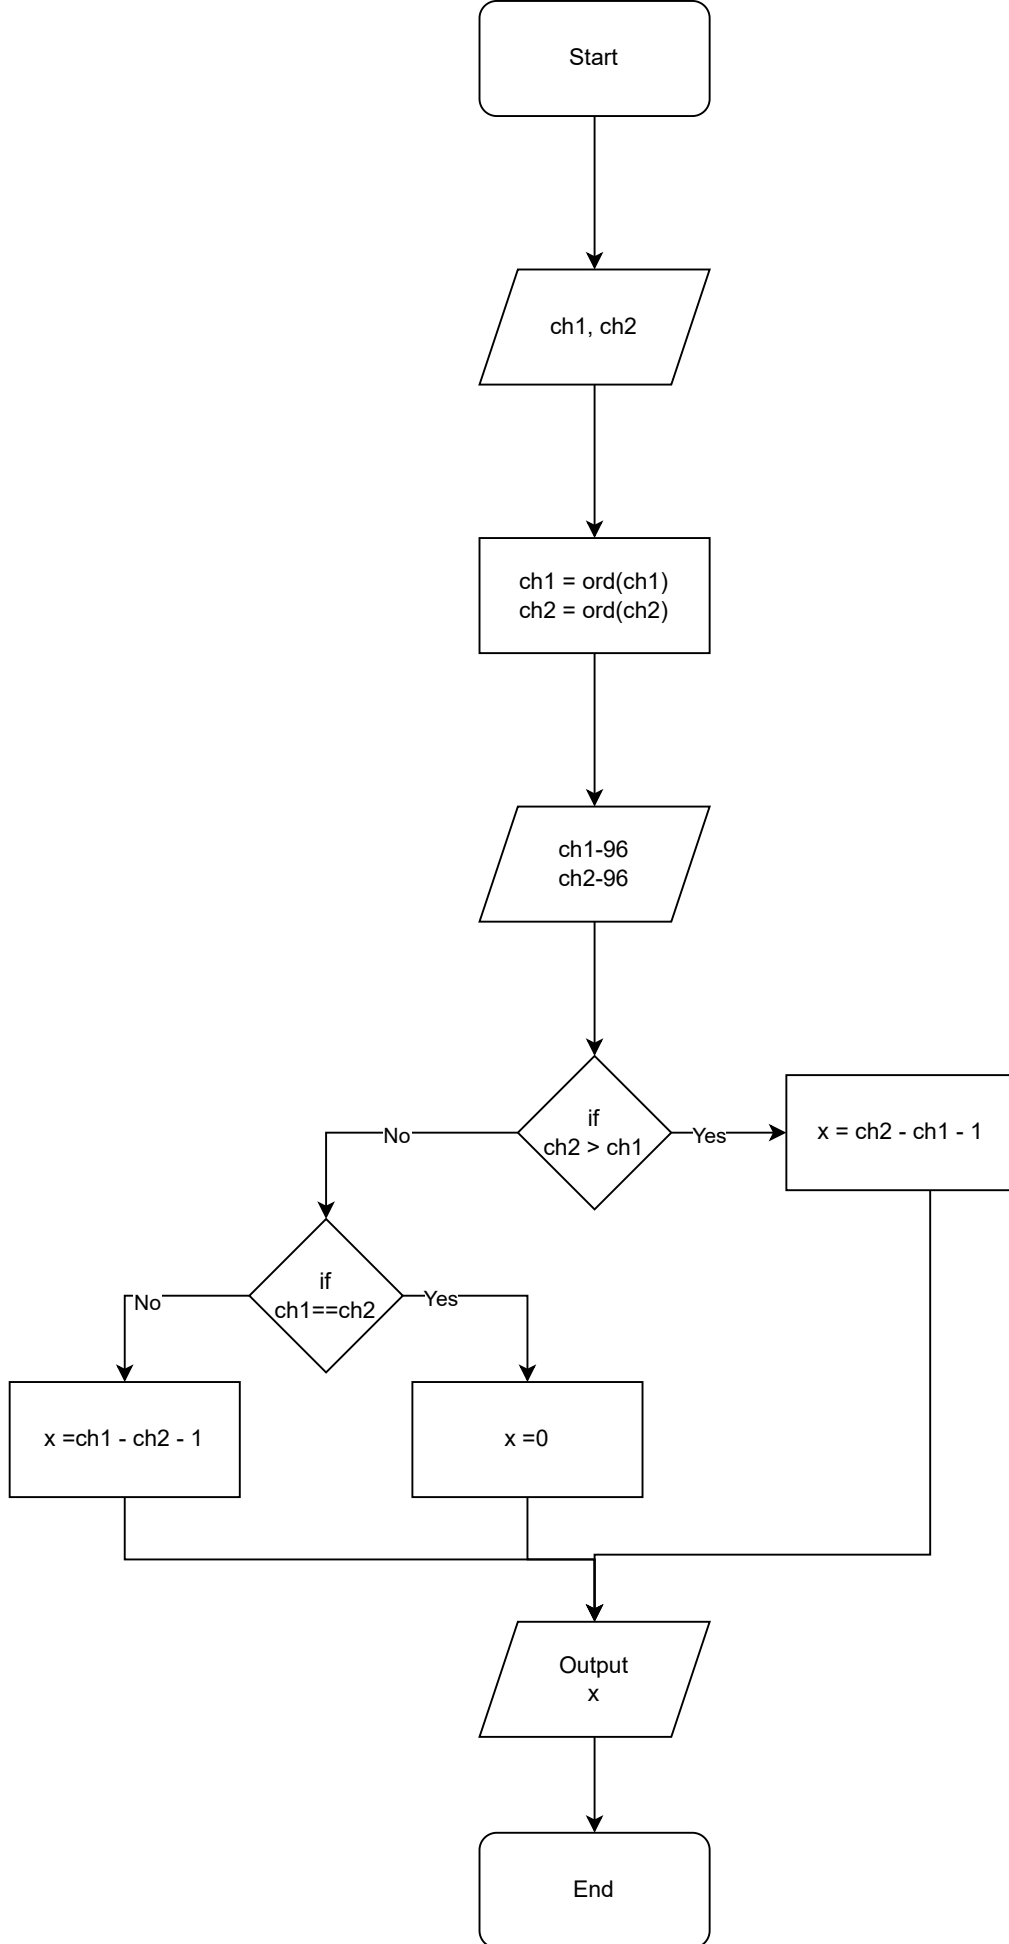 Start
ch1, ch2
ch1 = ord(ch1)
ch2 = ord(ch2)
ch1-96
ch2-96
if
ch2 > ch1
No
Yes
x = ch2 - ch1 - 1
if
ch1==ch2
No
Yes
x =ch1 - ch2 - 1
x =0
Output
x
End